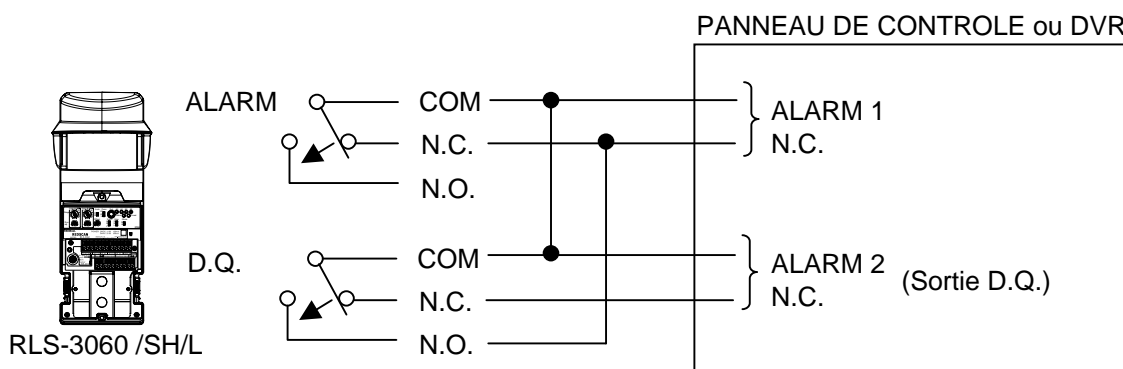 PANNEAU DE CONTROLE ou DVR
ALARM
COM
N.C.
N.O.
ALARM 1
N.C.
D.Q.
COM
N.C.
N.O.
ALARM 2
N.C.
(Sortie D.Q.)
RLS-3060 /SH/L